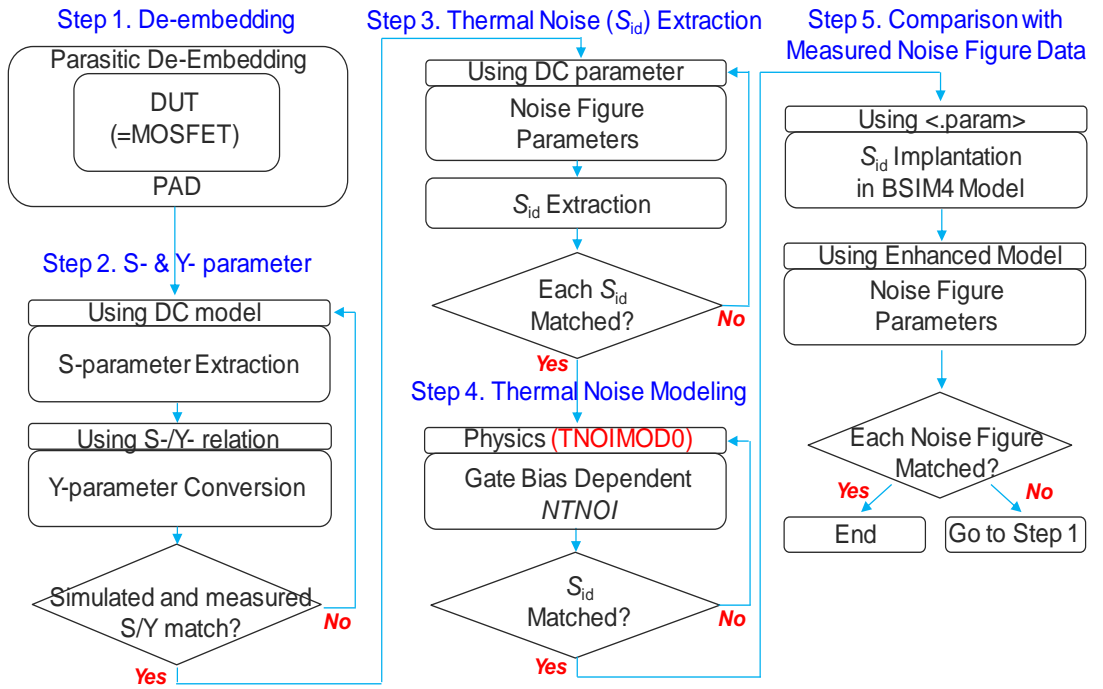 Step 1. De-embedding
Parasitic De-Embedding
DUT
(=MOSFET)
PAD
Step 2. S- & Y- parameter
Using DC model
S-parameter Extraction
Using S-/Y- relation
Y-parameter Conversion
Simulated and measured
S/Y match?
No
Yes
Step 3. Thermal Noise (Sid) Extraction
Using DC parameter
Noise Figure
Parameters
Sid Extraction
Each Sid
Matched?
No
Yes
Step 4. Thermal Noise Modeling
Physics (TNOIMOD0)
Gate Bias Dependent
NTNOI
Sid
Matched?
No
Yes
Step 5. Comparison with
Measured Noise Figure Data
Using <.param>
Sid Implantation
in BSIM4 Model
Using Enhanced Model
Noise Figure
Parameters
Each Noise Figure
Matched?
Yes
No
End
Go to Step 1